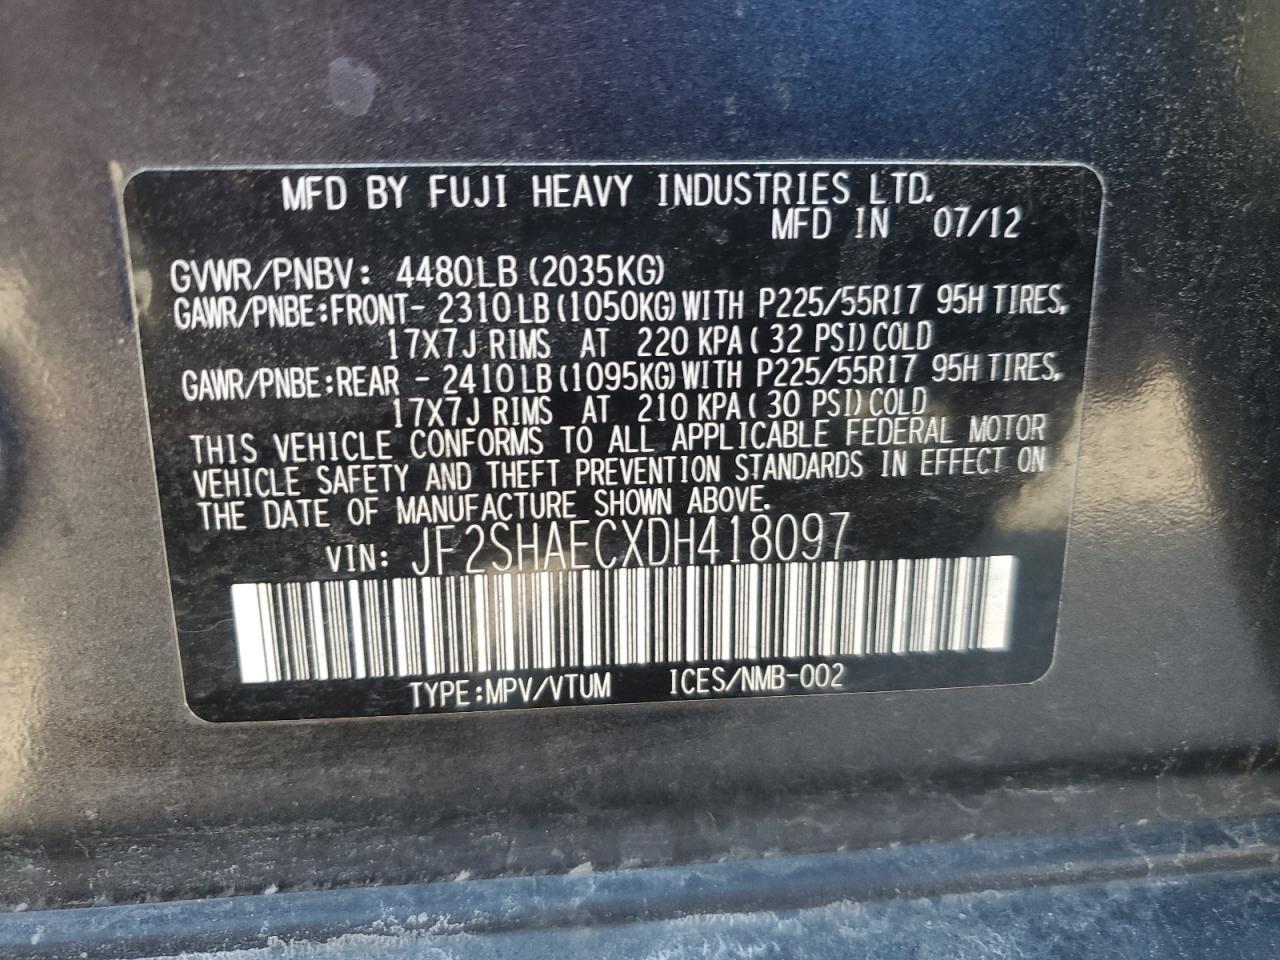 MFD BY FUJI HEAVY INDUSTRIES LTD.
MFD IN 07/12
GVWR/PNBV: 4480LB (2035KG)
GAWR/PNBE:FRONT- 2310LB (1050KG) WITH P225/55R17 95H TIRES,
17X7J RIMS AT 220 KPA ( 32 PSI) COLD
GAWR/PNBE:REAR - 2410LB (1095KG) WITH P225/55R17 95H TIRES,
17X7J RIMS AT 210 KPA ( 30 PSI) COLD
THIS VEHICLE CONFORMS TO ALL APPLICABLE FEDERAL MOTOR
VEHICLE SAFETY AND THEFT PREVENTION STANDARDS IN EFFECT ON
THE DATE OF MANUFACTURE SHOWN ABOVE.
VIN: JF2SHAECXDH418097
TYPE:MPV/VTUM ICES/NMB-002